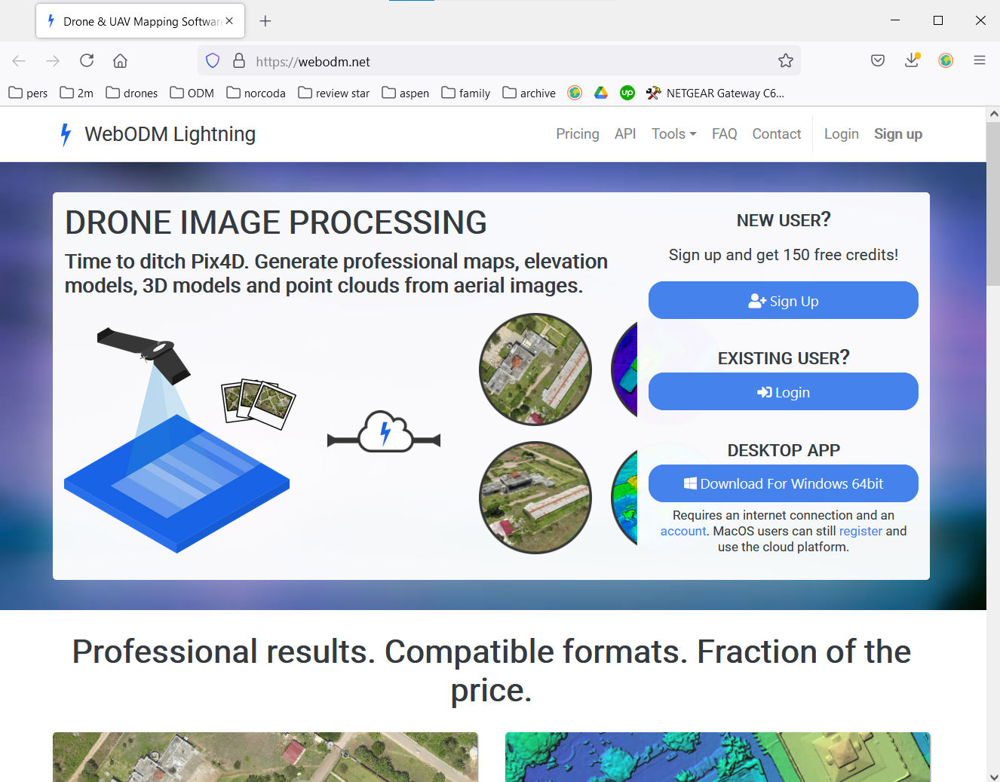 Drone & UAV Mapping Software
https://webodm.net
pers 2m drones ODM norcoda review star aspen family archive up NETGEAR Gateway C6...
WebODM Lightning Pricing API Tools FAQ Contact Login Sign up
DRONE IMAGE PROCESSING
Time to ditch Pix4D. Generate professional maps, elevation
models, 3D models and point clouds from aerial images.
NEW USER?
Sign up and get 150 free credits!
Sign Up
EXISTING USER?
Login
DESKTOP APP
Download For Windows 64bit
Requires an internet connection and an
account. MacOS users can still register and
use the cloud platform.
Professional results. Compatible formats. Fraction of the
price.